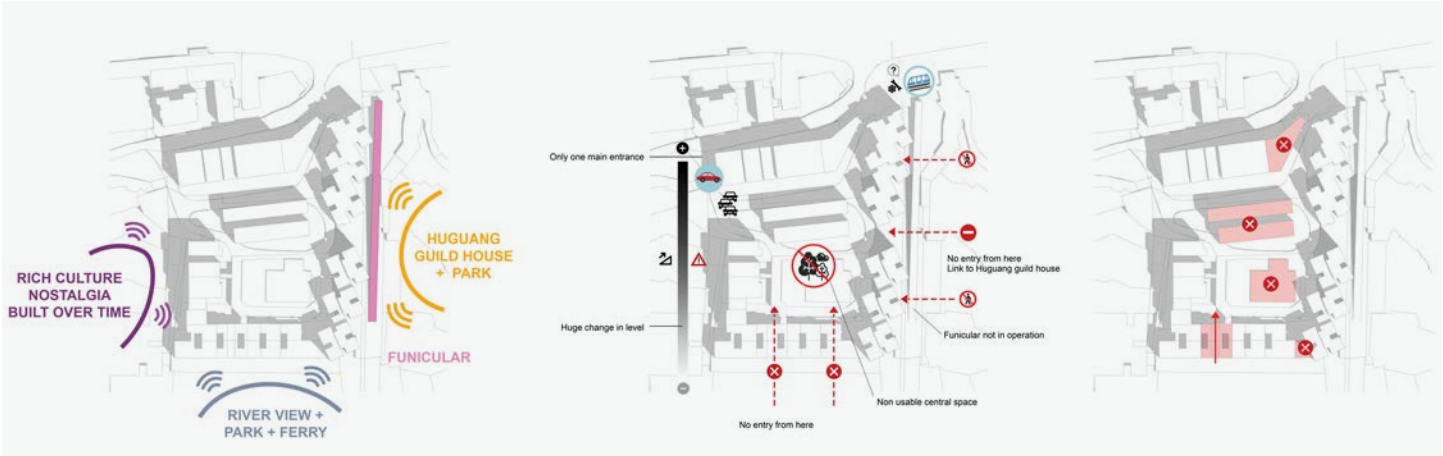 RICH CULTURE
NOSTALGIA
BUILT OVER TIME
HUGUANG
GUILD HOUSE
+ PARK
FUNICULAR
RIVER VIEW +
PARK + FERRY
Only one main entrance
+
?
No entry from here
Link to Huguang guild house
Huge change in level
Funicular not in operation
−
Non usable central space
No entry from here